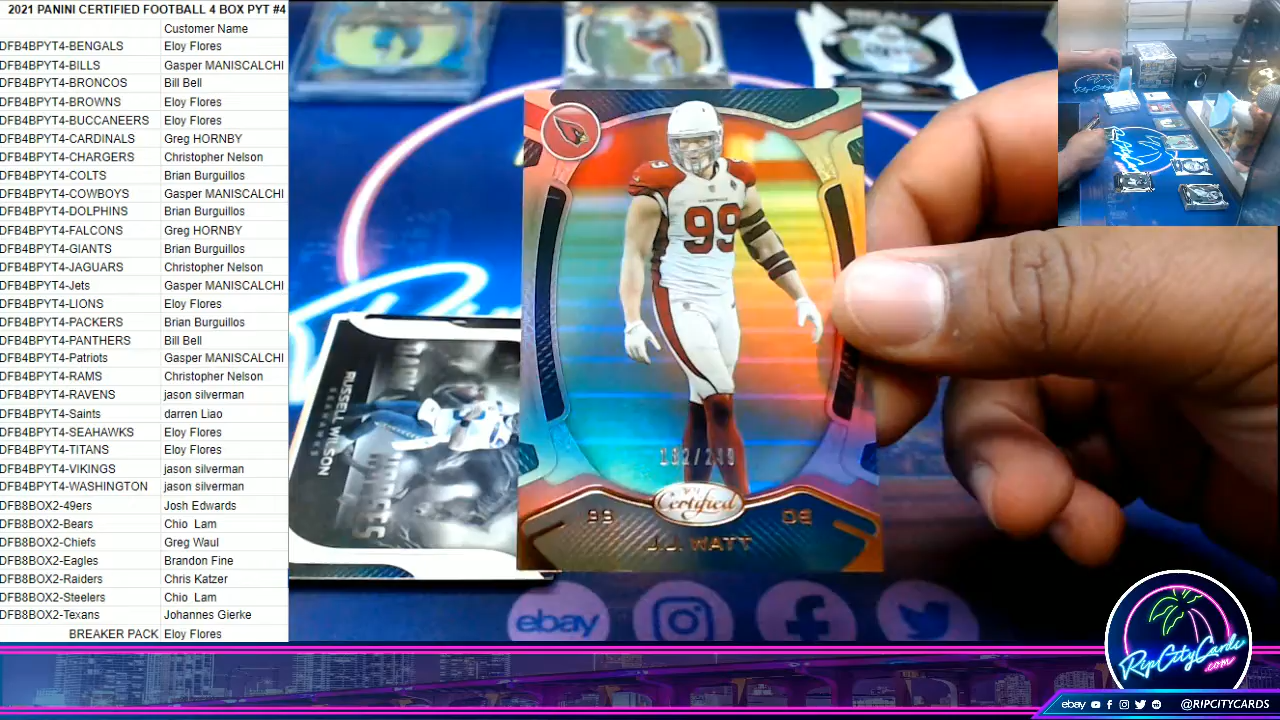 2021 PANINI CERTIFIED FOOTBALL 4 BOX PYT #4
Customer Name
DFB4BPYT4-BENGALS Eloy Flores
DFB4BPYT4-BILLS Gasper MANISCALCHI
DFB4BPYT4-BRONCOS Bill Bell
DFB4BPYT4-BROWNS Eloy Flores
DFB4BPYT4-BUCCANEERS Eloy Flores
DFB4BPYT4-CARDINALS Greg HORNBY
DFB4BPYT4-CHARGERS Christopher Nelson
DFB4BPYT4-COLTS Brian Burguillos
DFB4BPYT4-COWBOYS Gasper MANISCALCHI
DFB4BPYT4-DOLPHINS Brian Burguillos
DFB4BPYT4-FALCONS Greg HORNBY
DFB4BPYT4-GIANTS Brian Burguillos
DFB4BPYT4-JAGUARS Christopher Nelson
DFB4BPYT4-Jets Gasper MANISCALCHI
DFB4BPYT4-LIONS Eloy Flores
DFB4BPYT4-PACKERS Brian Burguillos
DFB4BPYT4-PANTHERS Bill Bell
DFB4BPYT4-Patriots Gasper MANISCALCHI
DFB4BPYT4-RAMS Christopher Nelson
DFB4BPYT4-RAVENS jason silverman
DFB4BPYT4-Saints darren Liao
DFB4BPYT4-SEAHAWKS Eloy Flores
DFB4BPYT4-TITANS Eloy Flores
DFB4BPYT4-VIKINGS jason silverman
DFB4BPYT4-WASHINGTON jason silverman
DFB8BOX2-49ers Josh Edwards
DFB8BOX2-Bears Chio Lam
DFB8BOX2-Chiefs Greg Waul
DFB8BOX2-Eagles Brandon Fine
DFB8BOX2-Raiders Chris Katzer
DFB8BOX2-Steelers Chio Lam
DFB8BOX2-Texans Johannes Gierke
BREAKER PACK Eloy Flores
RUSSELL WILSON
SEAHAWKS
99
99
Certified
99 DE
J.J. WATT
ebay
RipCityCards
.com
ebay @RIPCITYCARDS